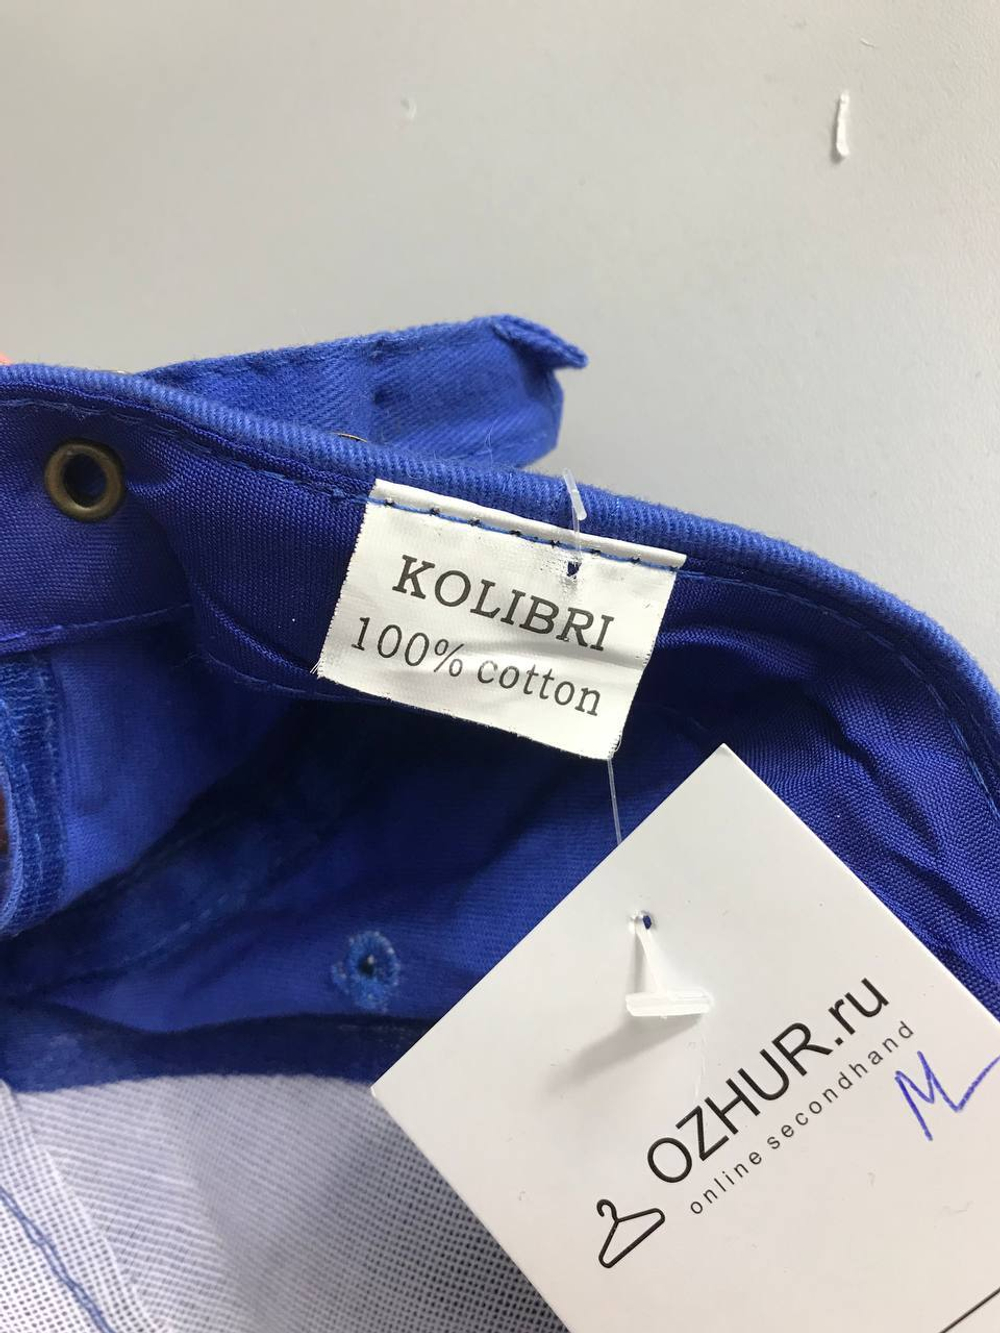 KOLIBRI
100% cotton
OZHUR.ru
online secondhand
M